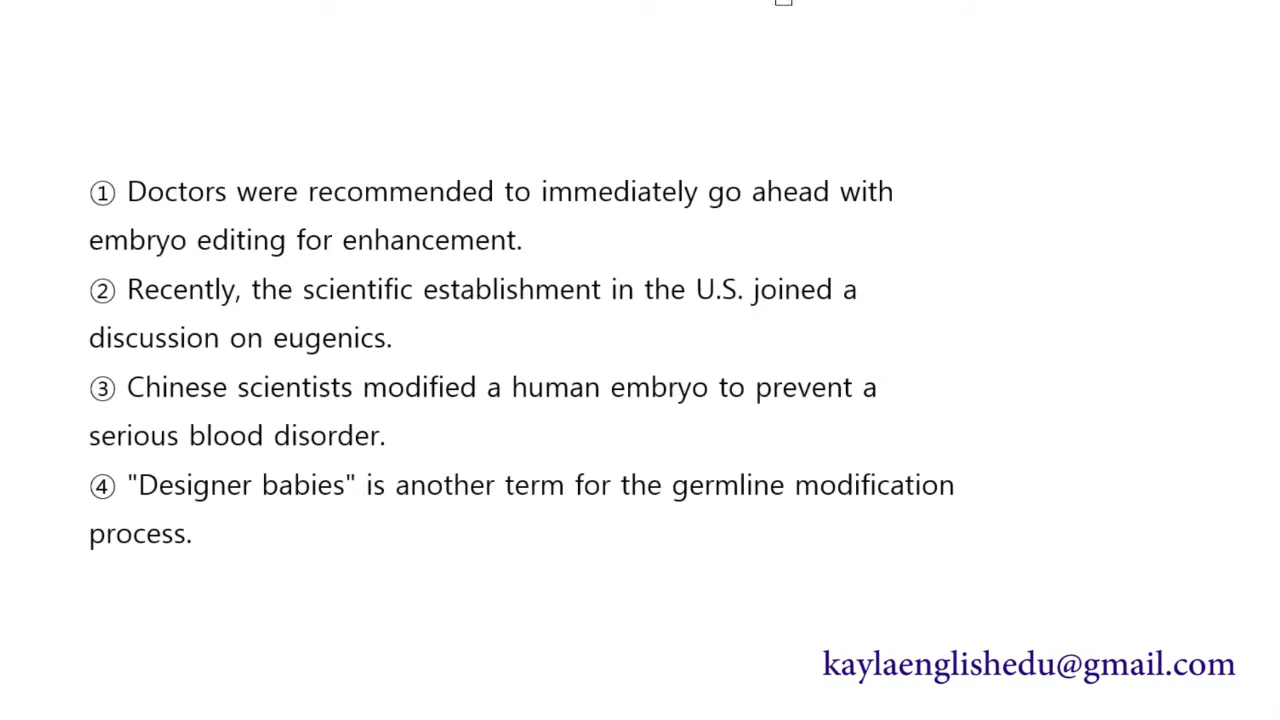 ① Doctors were recommended to immediately go ahead with
embryo editing for enhancement.
② Recently, the scientific establishment in the U.S. joined a
discussion on eugenics.
③ Chinese scientists modified a human embryo to prevent a
serious blood disorder.
④ "Designer babies" is another term for the germline modification
process.
kaylaenglishedu@gmail.com